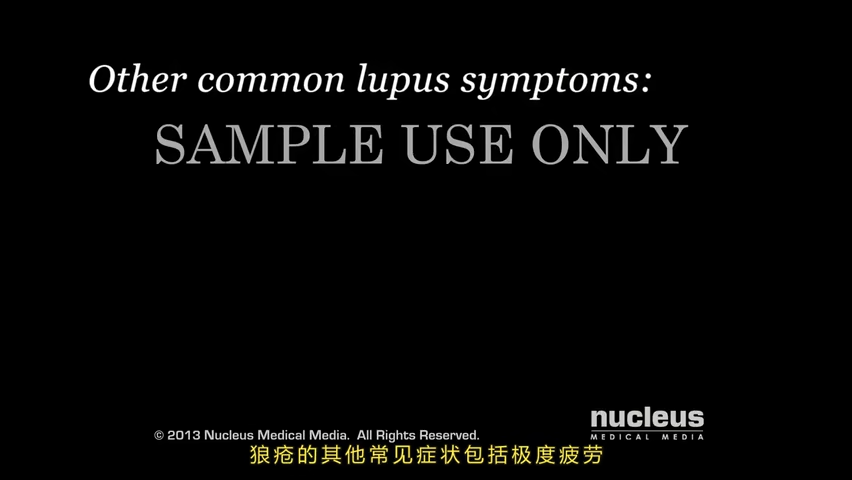 Other common lupus symptoms:
SAMPLE USE ONLY
nucleus
MEDICAL MEDIA
© 2013 Nucleus Medical Media. All Rights Reserved.
狼疮的其他常见症状包括极度疲劳